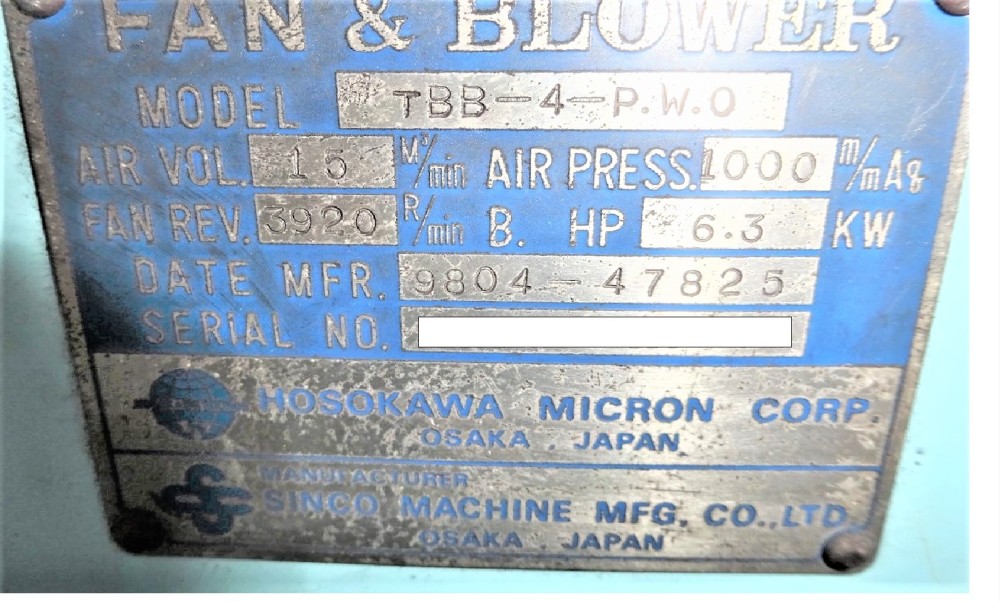 FAN & BLOWER
MODEL TBB-4-P.W.O
AIR VOL. 15 M³/min AIR PRESS. 1000 m/mAq
FAN REV. 3920 R/min B. HP 6.3 KW
DATE MFR. 9804-47825
SERIAL NO.
HOSOKAWA MICRON CORP.
OSAKA . JAPAN
MANUFACTURER
SINCO MACHINE MFG. CO., LTD.
OSAKA . JAPAN